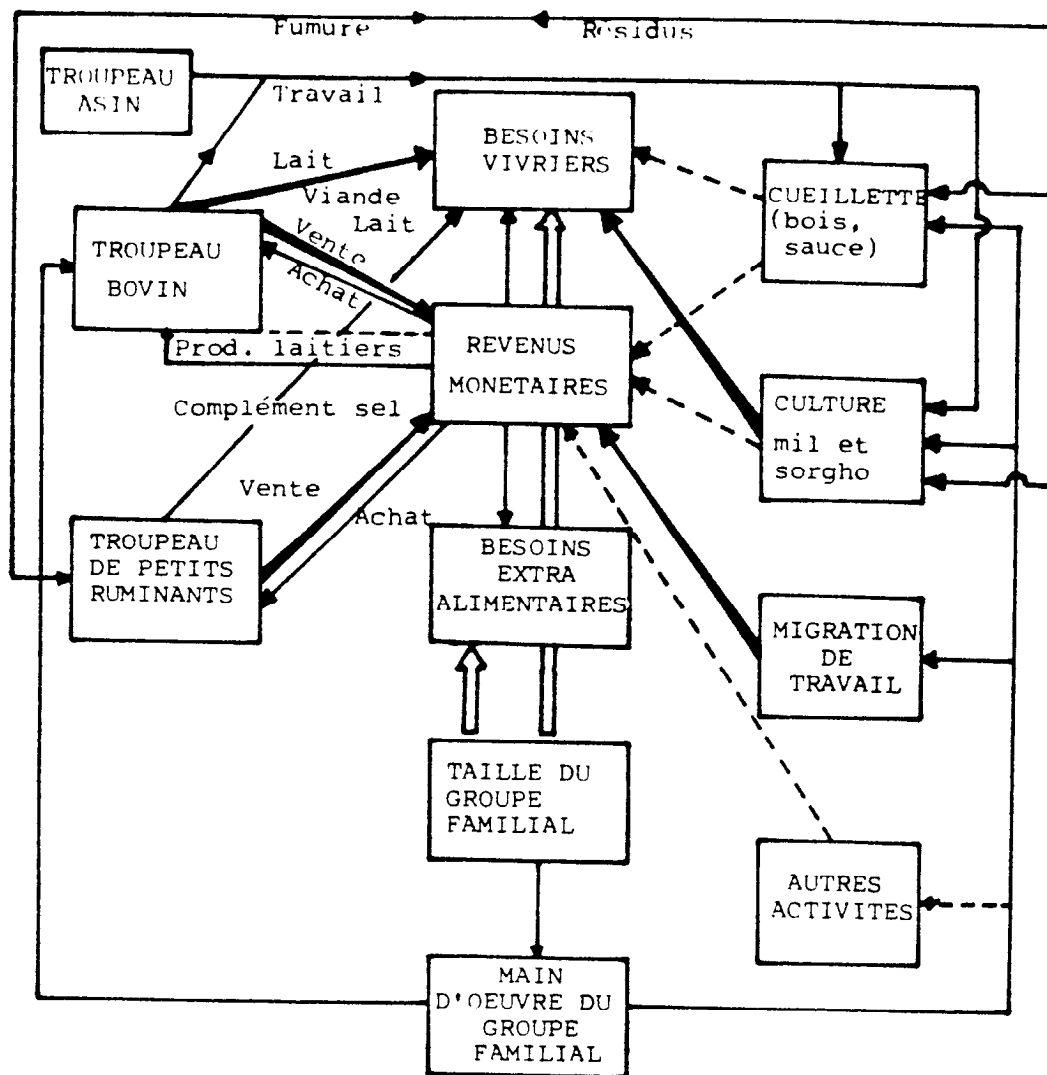 Fumure
Résidus
TROUPEAU
ASIN
Travail
BESOINS
VIVRIERS
Lait
Viande
Lait
CUEILLETTE
(bois,
sauce)
TROUPEAU
BOVIN
Vente
Achat
Prod. laitiers
REVENUS
MONETAIRES
Complément sel
CULTURE
mil et
sorgho
Vente
Achat
TROUPEAU
DE PETITS
RUMINANTS
BESOINS
EXTRA
ALIMENTAIRES
MIGRATION
DE
TRAVAIL
TAILLE DU
GROUPE
FAMILIAL
AUTRES
ACTIVITES
MAIN
D'OEUVRE DU
GROUPE
FAMILIAL